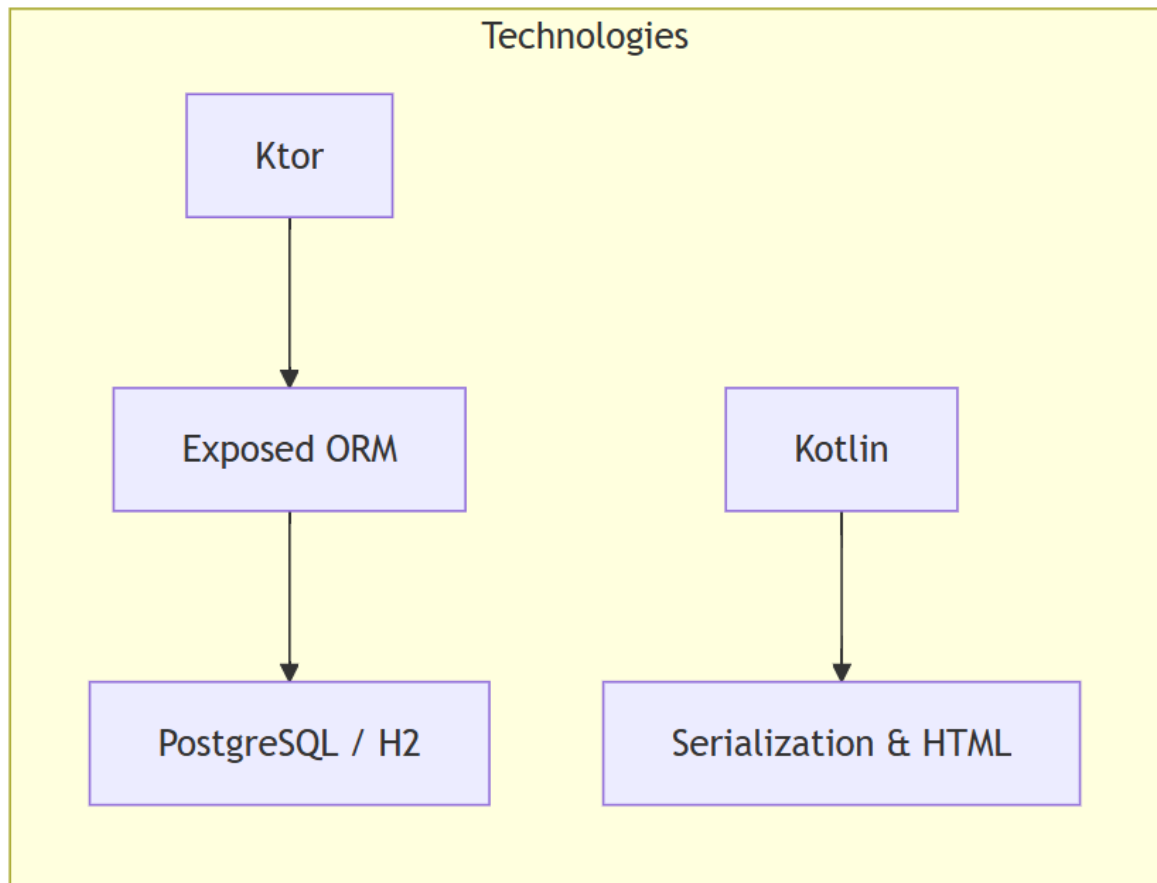 Technologies
Ktor
Exposed ORM
Kotlin
PostgreSQL / H2
Serialization & HTML